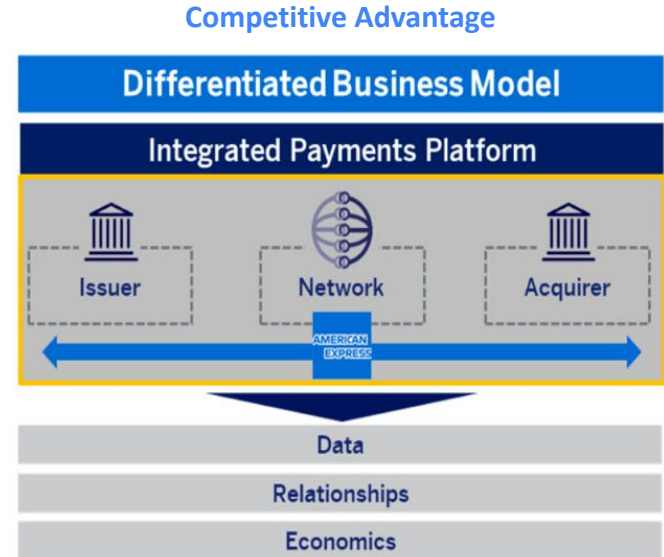 Competitive Advantage
Differentiated Business Model
Integrated Payments Platform
Issuer
Network
Acquirer
AMERICAN
EXPRESS
Data
Relationships
Economics